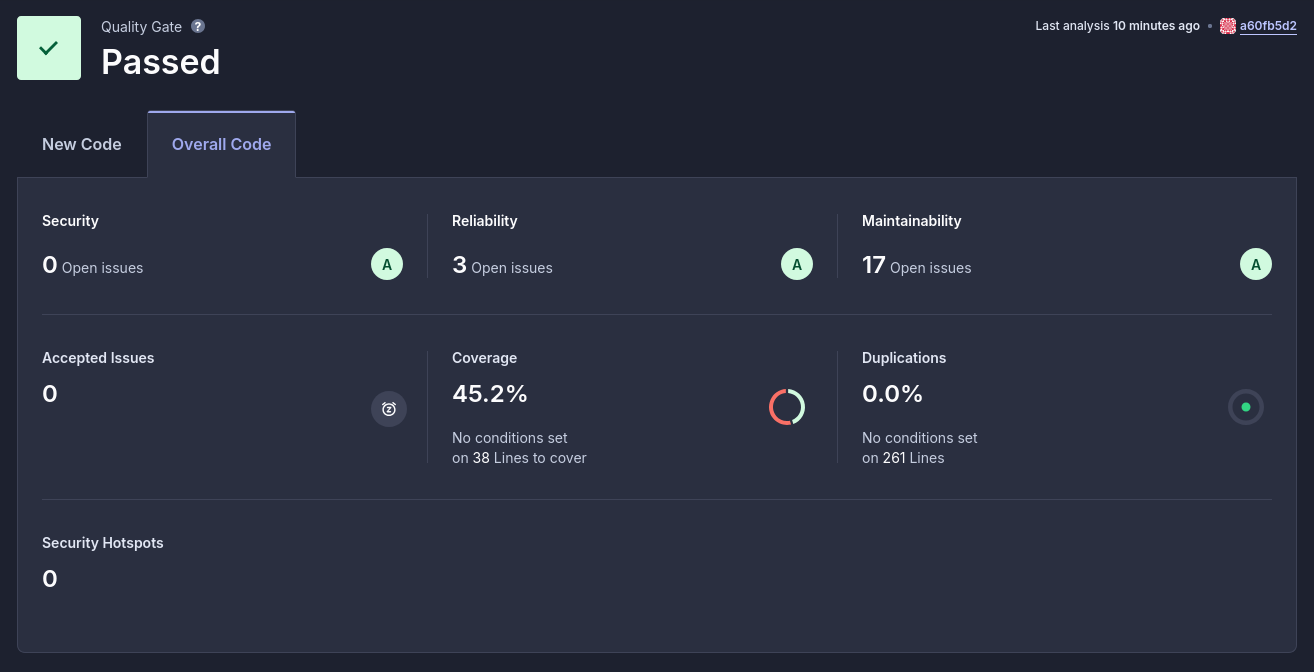 Quality Gate ?
Passed
Last analysis 10 minutes ago • a60fb5d2
New Code
Overall Code
Security
0 Open issues
A
Reliability
3 Open issues
A
Maintainability
17 Open issues
A
Accepted Issues
0
Coverage
45.2%
No conditions set
on 38 Lines to cover
Duplications
0.0%
No conditions set
on 261 Lines
Security Hotspots
0